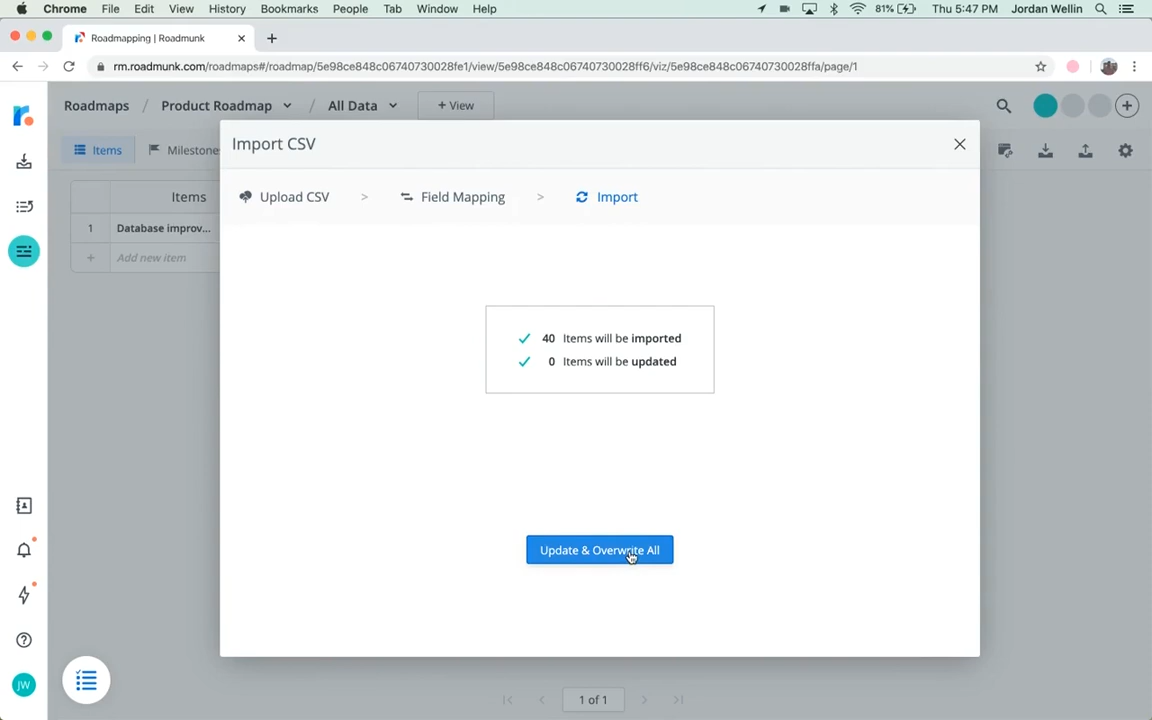 Chrome File Edit View History Bookmarks People Tab Window Help 81% Thu 5:47 PM Jordan Wellin
Roadmapping | Roadmunk
rm.roadmunk.com/roadmaps#/roadmap/5e98ce848c06740730028fe1/view/5e98ce848c06740730028ff6/viz/5e98ce848c06740730028ffa/page/1
Roadmaps / Product Roadmap / All Data + View
Import CSV
Items Milestone
Upload CSV > Field Mapping > Import
Items
1 Database improv...
+ Add new item
40 Items will be imported
0 Items will be updated
Update & Overwrite All
JW
1 of 1